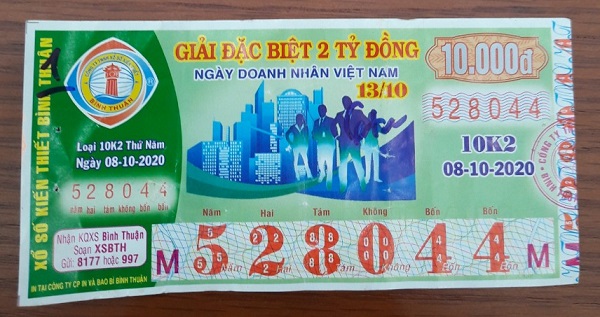 XỔ SỐ KIẾN THIẾT BÌNH THUẬN
1
BÌNH THUẬN
®
Loại 10K2 Thứ Năm
Ngày 08-10-2020
528044
năm hai tám không bốn bốn
Nhận KQXS Bình Thuận
Soạn XSBTH
Gửi 8177 hoặc 997
IN TẠI CÔNG TY CP IN VÀ BAO BÌ BÌNH THUẬN
GIẢI ĐẶC BIỆT 2 TỶ ĐỒNG
NGÀY DOANH NHÂN VIỆT NAM
13/10
10.000đ
528044
10K2
08-10-2020
Năm Hai Tám Không Bốn Bốn
M 528044 M